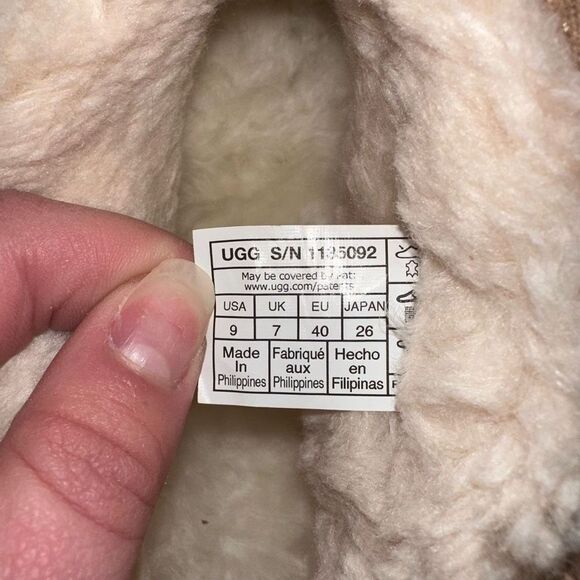 UGG S/N 1135092
May be covered by Pat:
www.ugg.com/patents
USA UK EU JAPAN
9 7 40 26
Made Fabriqué Hecho
In aux en
Philippines Philippines Filipinas